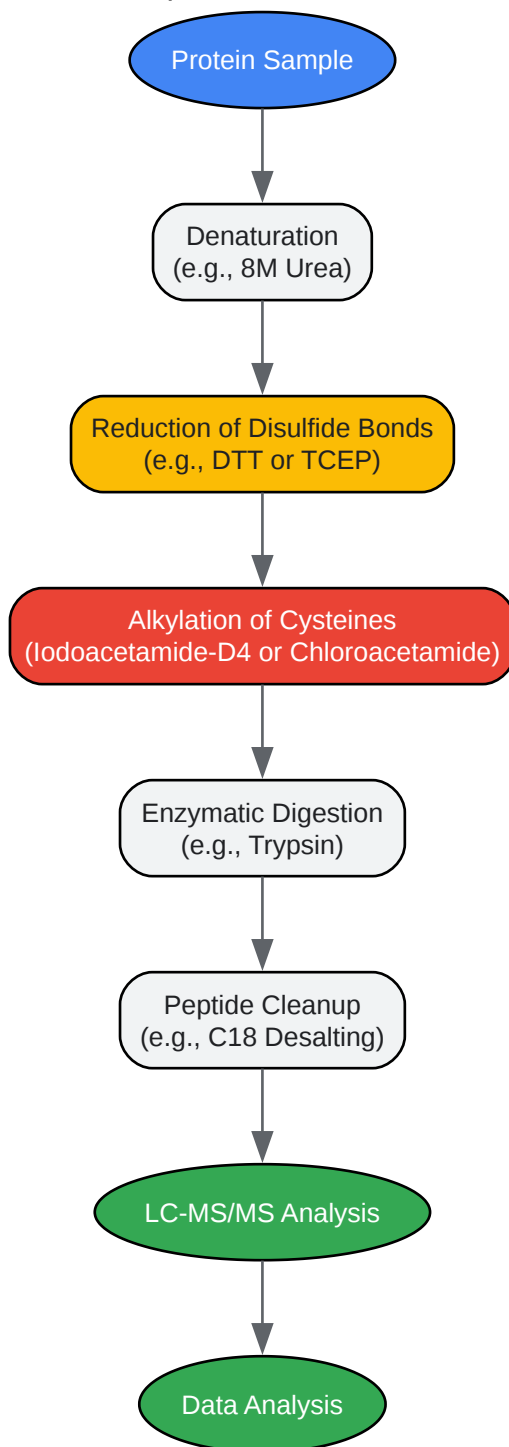 Protein Sample
Denaturation
(e.g., 8M Urea)
Reduction of Disulfide Bonds
(e.g., DTT or TCEP)
Alkylation of Cysteines
(Iodoacetamide-D4 or Chloroacetamide)
Enzymatic Digestion
(e.g., Trypsin)
Peptide Cleanup
(e.g., C18 Desalting)
LC-MS/MS Analysis
Data Analysis